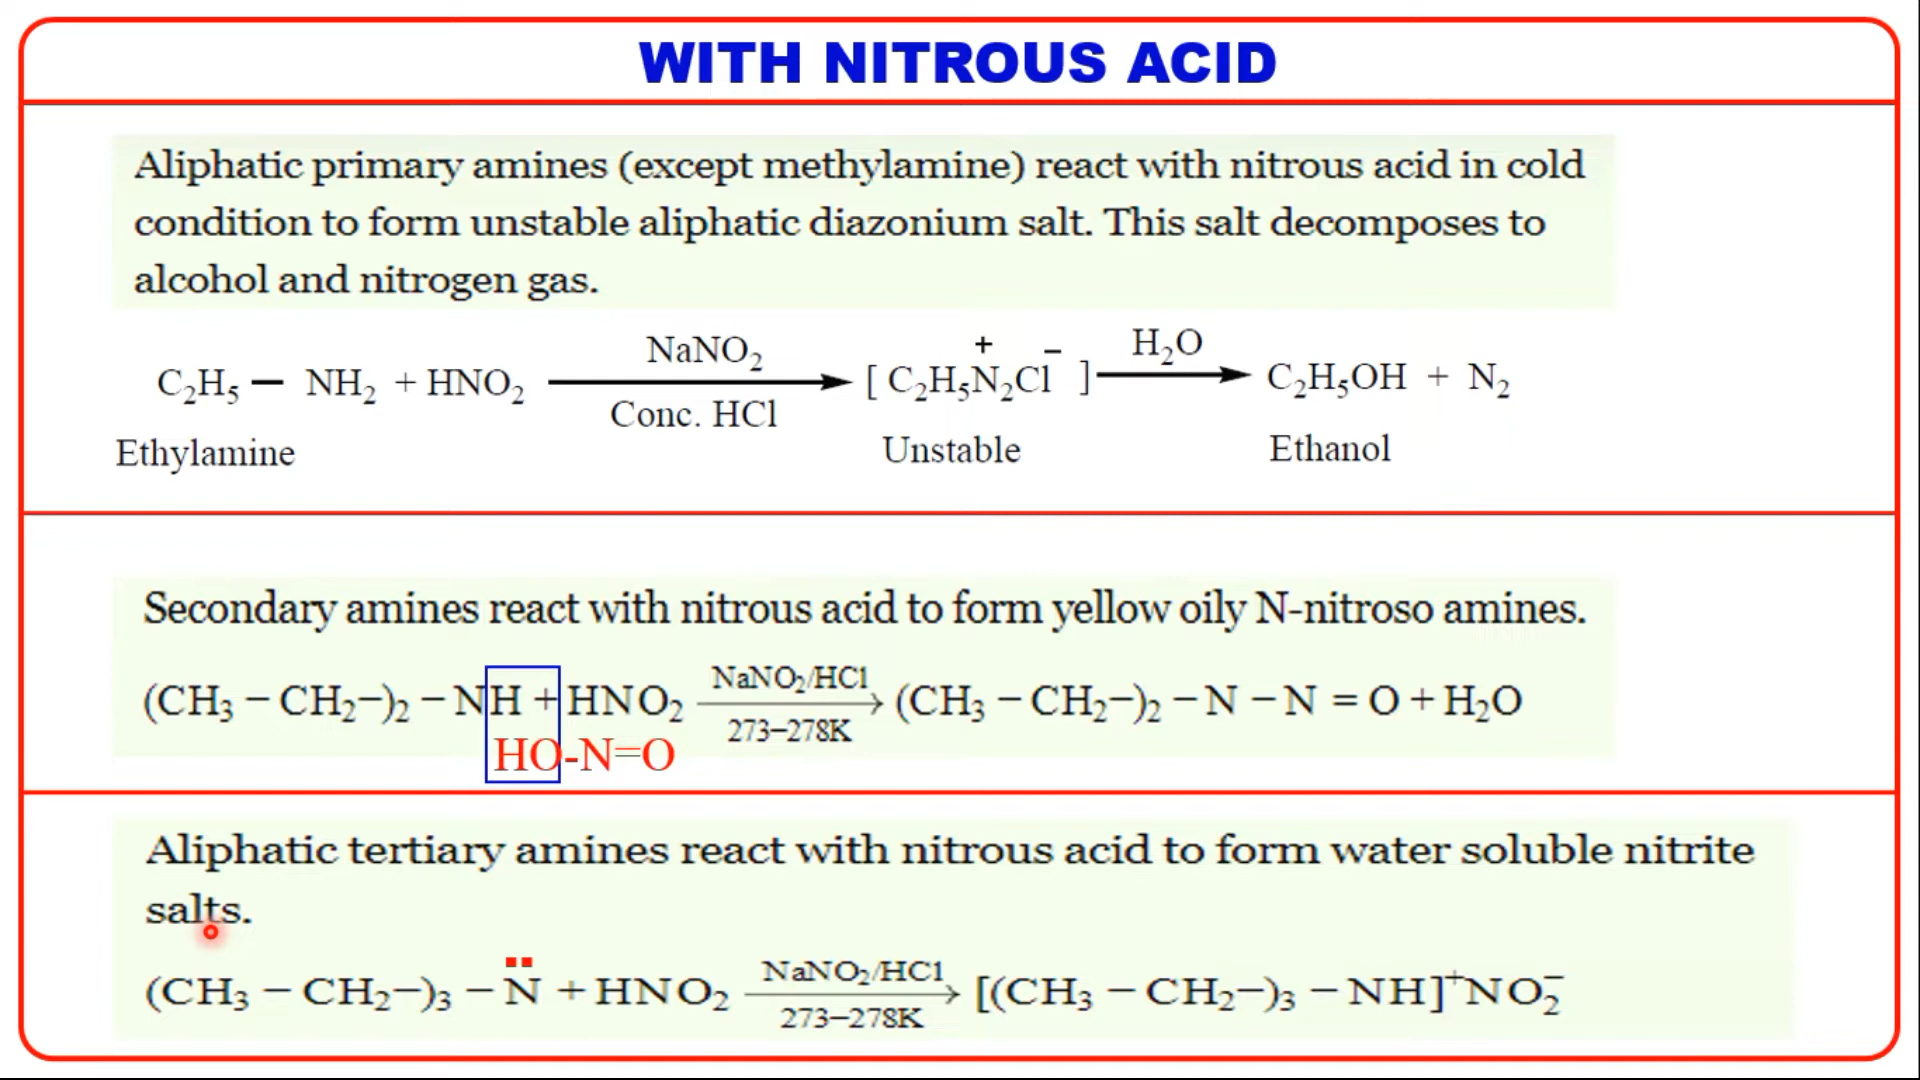 WITH NITROUS ACID
Aliphatic primary amines (except methylamine) react with nitrous acid in cold
condition to form unstable aliphatic diazonium salt. This salt decomposes to
alcohol and nitrogen gas.
C₂H₅ — NH₂ + HNO₂ NaNO₂ Conc. HCl [ C₂H₅N₂⁺Cl⁻ ] H₂O C₂H₅OH + N₂
Ethylamine Unstable Ethanol
Secondary amines react with nitrous acid to form yellow oily N-nitroso amines.
(CH₃ − CH₂−)₂ − NH + HNO₂ NaNO₂/HCl 273−278K (CH₃ − CH₂−)₂ − N − N = O + H₂O
HO-N=O
Aliphatic tertiary amines react with nitrous acid to form water soluble nitrite
salts.
(CH₃ − CH₂−)₃ − N̈ + HNO₂ NaNO₂/HCl 273−278K [(CH₃ − CH₂−)₃ − NH]⁺NO₂⁻